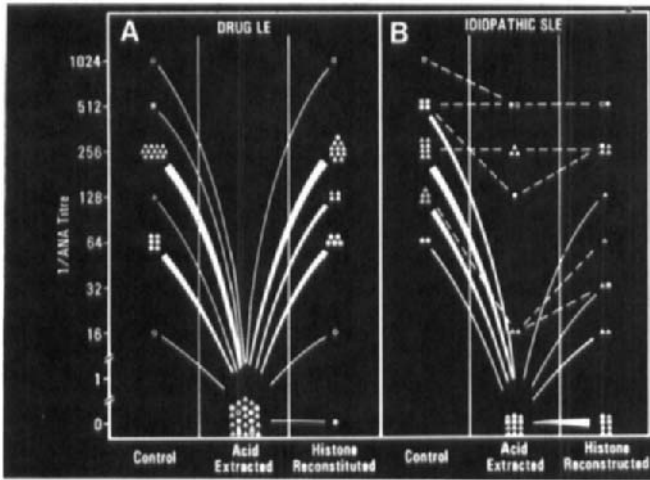 A
DRUG LE
B
IDIOPATHIC SLE
1/ANA Titre
1024
512
256
128
64
32
16
1
0
Control
Acid
Extracted
Histone
Reconstituted
Control
Acid
Extracted
Histone
Reconstructed